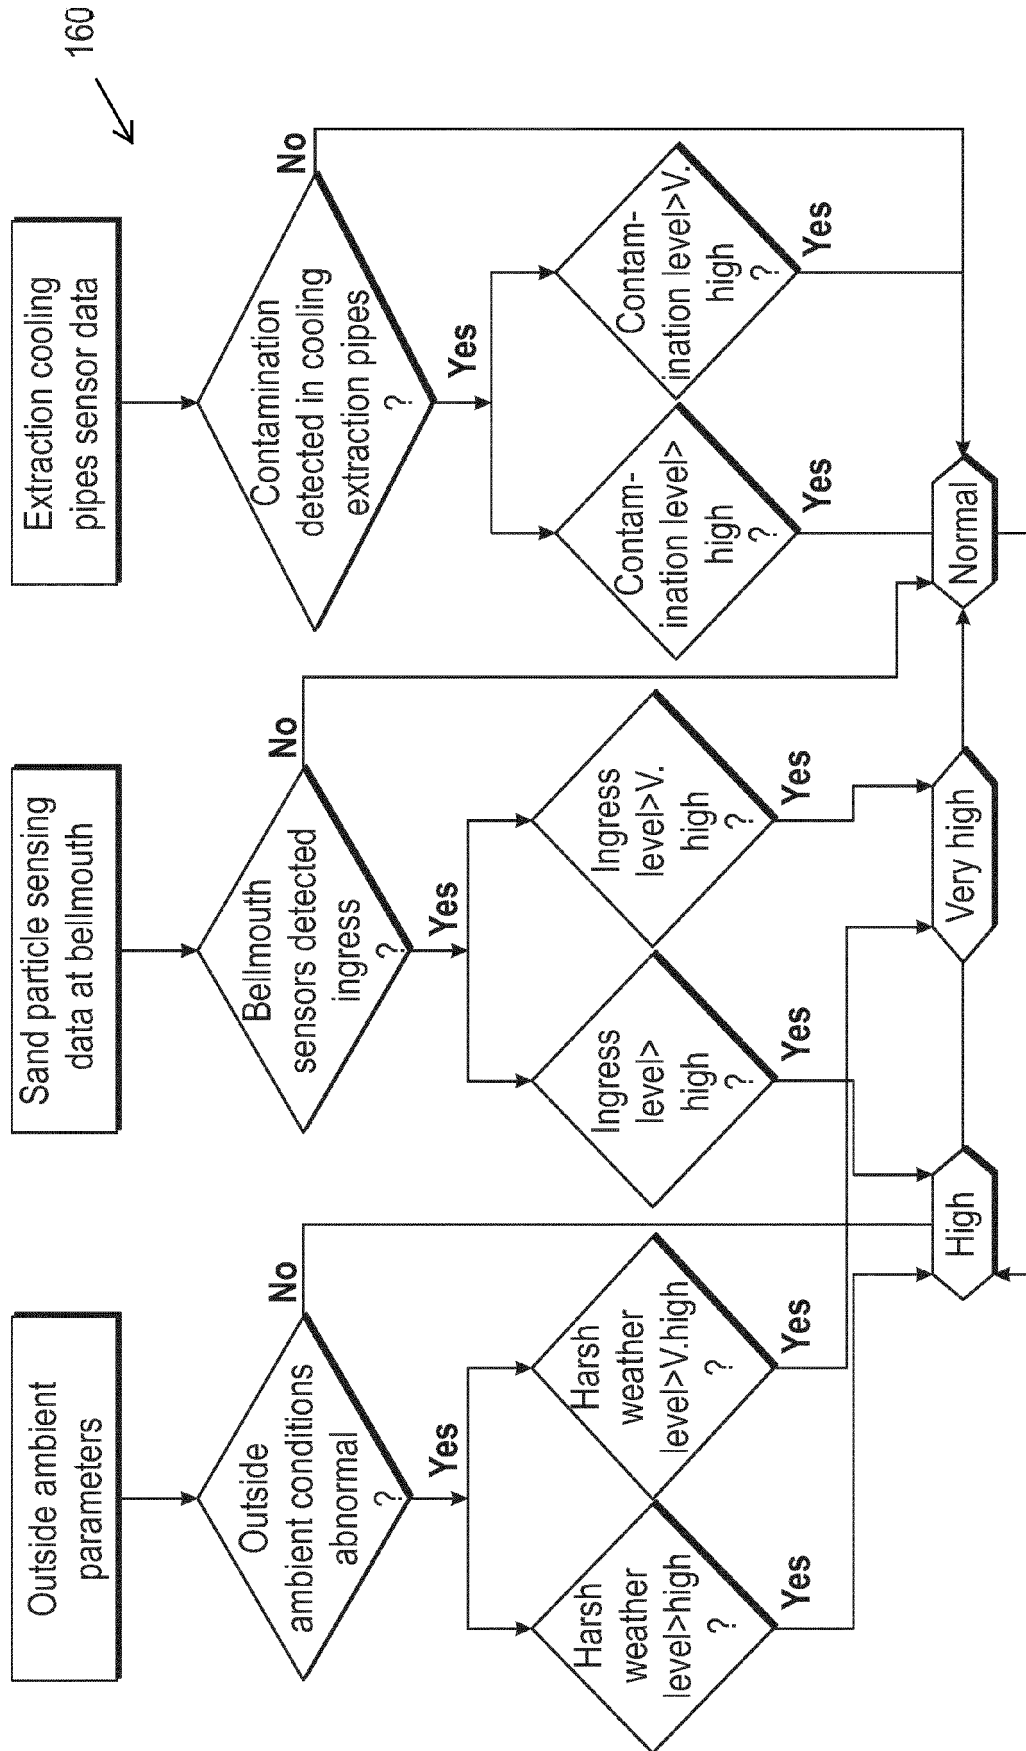 160
Outside ambient
parameters
Sand particle sensing
data at bellmouth
Extraction cooling
pipes sensor data
Outside
ambient conditions
abnormal
?
No
Yes
Bellmouth
sensors detected
ingress
?
No
Yes
Contamination
detected in cooling
extraction pipes
?
No
Yes
Harsh
weather
level>high
?
Yes
Harsh
weather
level>V.high
?
Yes
Ingress
level>
high
?
Yes
Ingress
level>V.
high
?
Yes
Contam-
ination level>
high
?
Yes
Contam-
ination level>V.
high
?
Yes
High
Very high
Normal